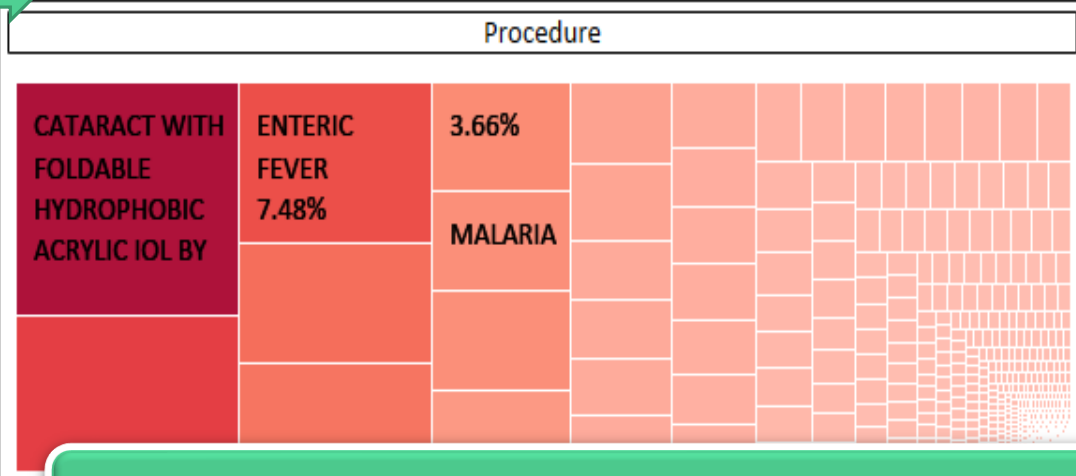 Procedure
CATARACT WITH
FOLDABLE
HYDROPHOBIC
ACRYLIC IOL BY
ENTERIC
FEVER
7.48%
3.66%
MALARIA